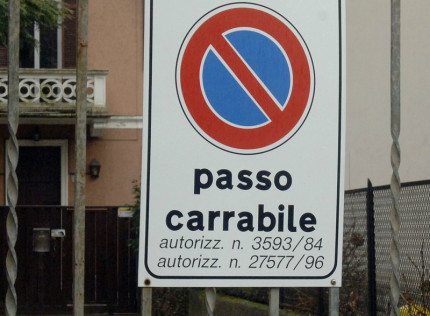 passo
carrabile
autorizz. n. 3593/84
autorizz. n. 27577/96